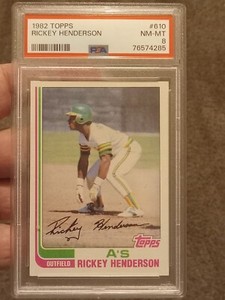 1982 TOPPS #610
RICKEY HENDERSON NM-MT
8
PSA 76574285
Rickey Henderson
topps
A's
OUTFIELD RICKEY HENDERSON